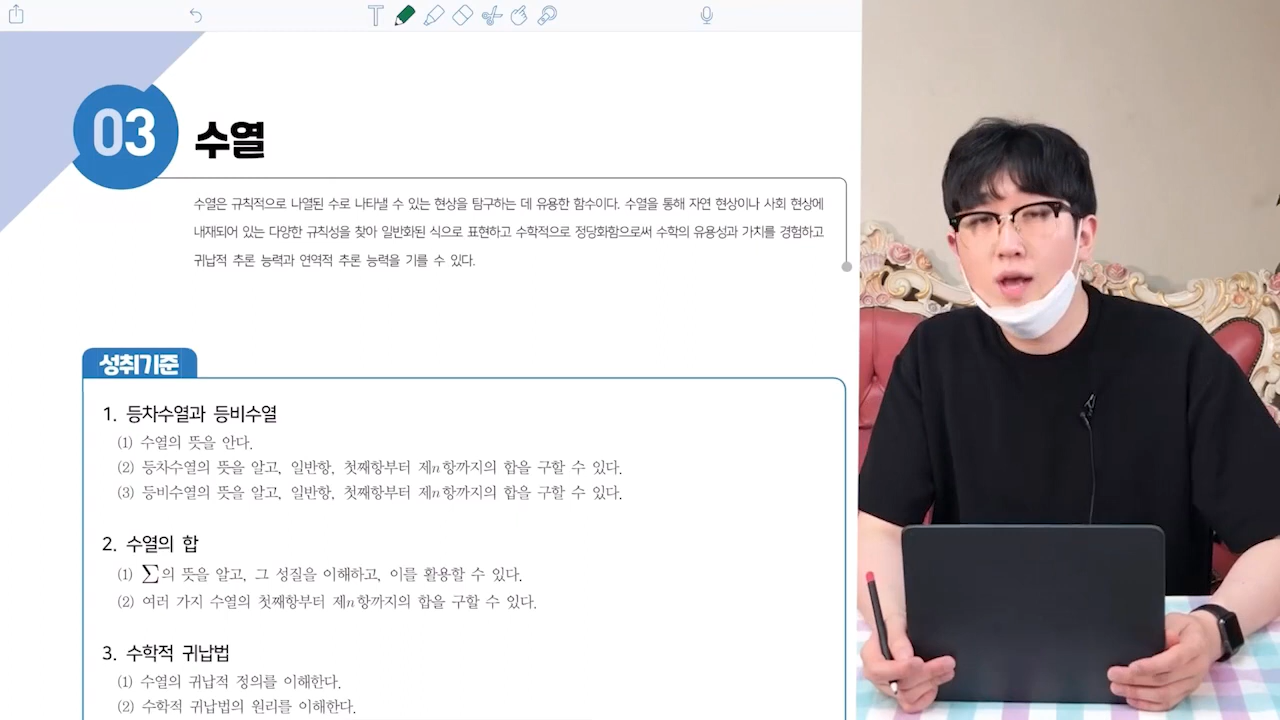 03
수열
수열은 규칙적으로 나열된 수로 나타낼 수 있는 현상을 탐구하는 데 유용한 함수이다. 수열을 통해 자연 현상이나 사회 현상에
내재되어 있는 다양한 규칙성을 찾아 일반화된 식으로 표현하고 수학적으로 정당화함으로써 수학의 유용성과 가치를 경험하고
귀납적 추론 능력과 연역적 추론 능력을 기를 수 있다.
성취기준
1. 등차수열과 등비수열
(1) 수열의 뜻을 안다.
(2) 등차수열의 뜻을 알고, 일반항, 첫째항부터 제n항까지의 합을 구할 수 있다.
(3) 등비수열의 뜻을 알고, 일반항, 첫째항부터 제n항까지의 합을 구할 수 있다.
2. 수열의 합
(1) ∑의 뜻을 알고, 그 성질을 이해하고, 이를 활용할 수 있다.
(2) 여러 가지 수열의 첫째항부터 제n항까지의 합을 구할 수 있다.
3. 수학적 귀납법
(1) 수열의 귀납적 정의를 이해한다.
(2) 수학적 귀납법의 원리를 이해한다.